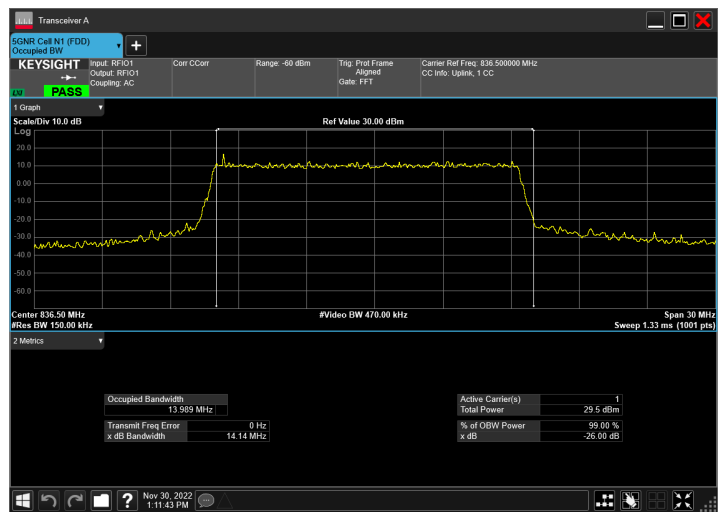 Transceiver A
5GNR Cell N1 (FDD)
Occupied BW
KEYSIGHT
LXI
PASS
Input: RFIO1
Output: RFIO1
Coupling: AC
Corr CCorr
Range: -60 dBm
Trig: Prot Frame
Aligned
Gate: FFT
Carrier Ref Freq: 836.500000 MHz
CC Info: Uplink, 1 CC
1 Graph
Scale/Div 10.0 dB
Ref Value 30.00 dBm
Log
20.0
10.0
0.00
-10.0
-20.0
-30.0
-40.0
-50.0
-60.0
Center 836.50 MHz
#Video BW 470.00 kHz
Span 30 MHz
#Res BW 150.00 kHz
Sweep 1.33 ms (1001 pts)
2 Metrics
Occupied Bandwidth
13.989 MHz
Transmit Freq Error 0 Hz
x dB Bandwidth 14.14 MHz
Active Carrier(s) 1
Total Power 29.5 dBm
% of OBW Power 99.00 %
x dB -26.00 dB
Nov 30, 2022
1:11:43 PM